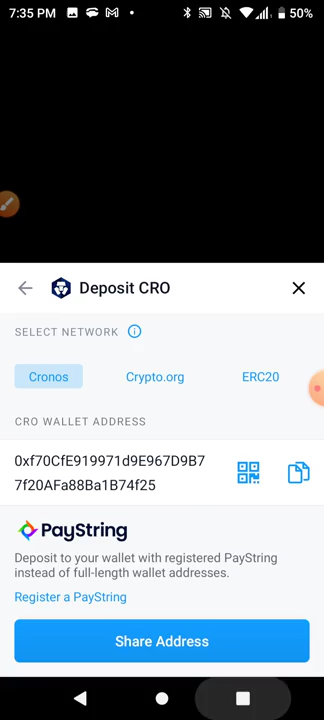 7:35 PM
50%
Deposit CRO
SELECT NETWORK
Cronos
Crypto.org
ERC20
CRO WALLET ADDRESS
0xf70CfE919971d9E967D9B7
7f20AFa88Ba1B74f25
PayString
Deposit to your wallet with registered PayString
instead of full-length wallet addresses.
Register a PayString
Share Address